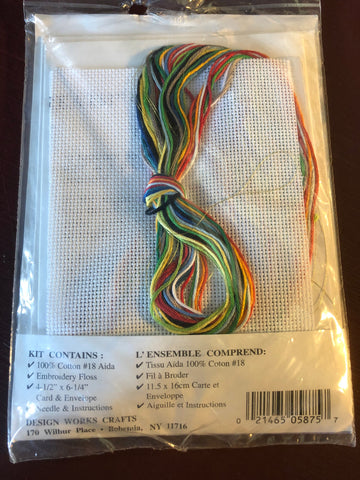 KIT CONTAINS :
✓ 100% Cotton #18 Aida
✓ Embroidery Floss
✓ 4-1/2" x 6-1/4"
Card & Envelope
Needle & Instructions
L' ENSEMBLE COMPREND:
✓ Tissu Aida 100% Coton #18
✓ Fil à Broder
✓ 11.5 x 16cm Carte et
Enveloppe
✓ Aiguille et Instructions
DESIGN WORKS CRAFTS
170 Wilbur Place • Bohemia, NY 11716
0 21465 05875 7